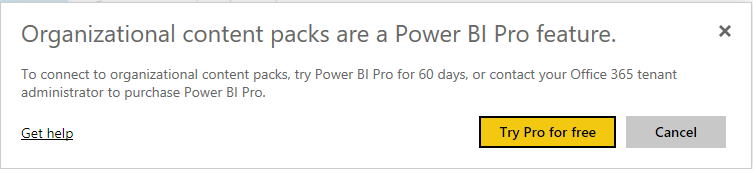 Organizational content packs are a Power BI Pro feature.
To connect to organizational content packs, try Power BI Pro for 60 days, or contact your Office 365 tenant
administrator to purchase Power BI Pro.
Get help
Try Pro for free
Cancel